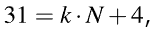 31 = k · N + 4,